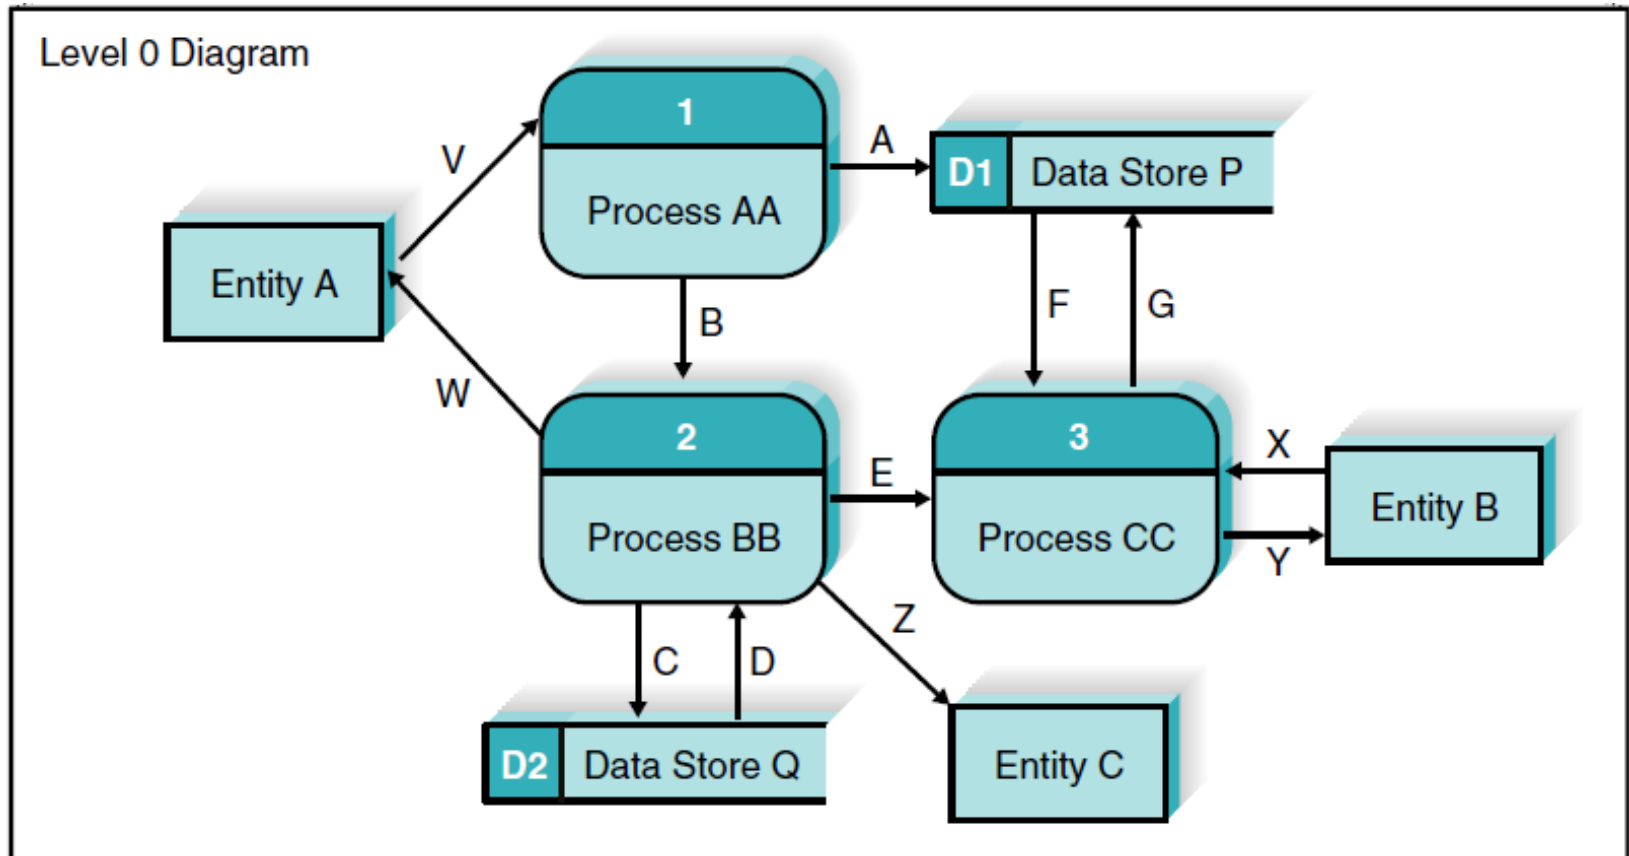 Level 0 Diagram
1
Process AA
V
A
D1 Data Store P
Entity A
B
F
G
W
2
Process BB
E
3
Process CC
X
Y
Entity B
Z
C
D
D2 Data Store Q
Entity C